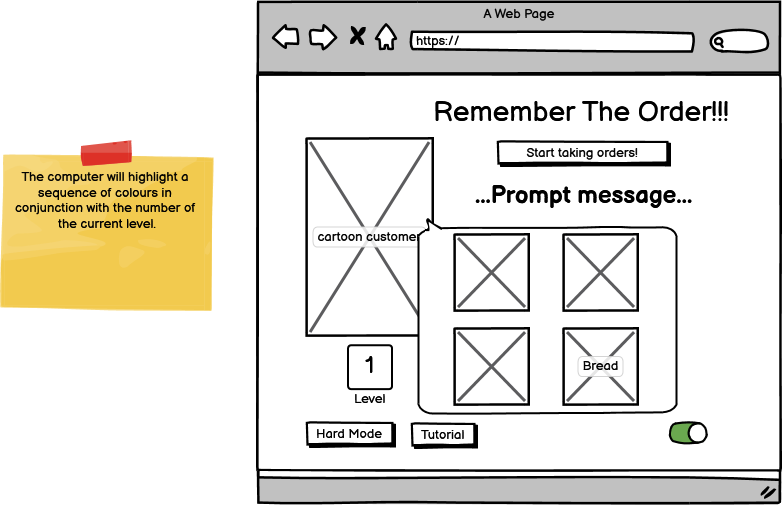 A Web Page
https://
Remember The Order!!!
Start taking orders!
...Prompt message...
The computer will highlight a
sequence of colours in
conjunction with the number of
the current level.
cartoon customer
Bread
1
Level
Hard Mode
Tutorial